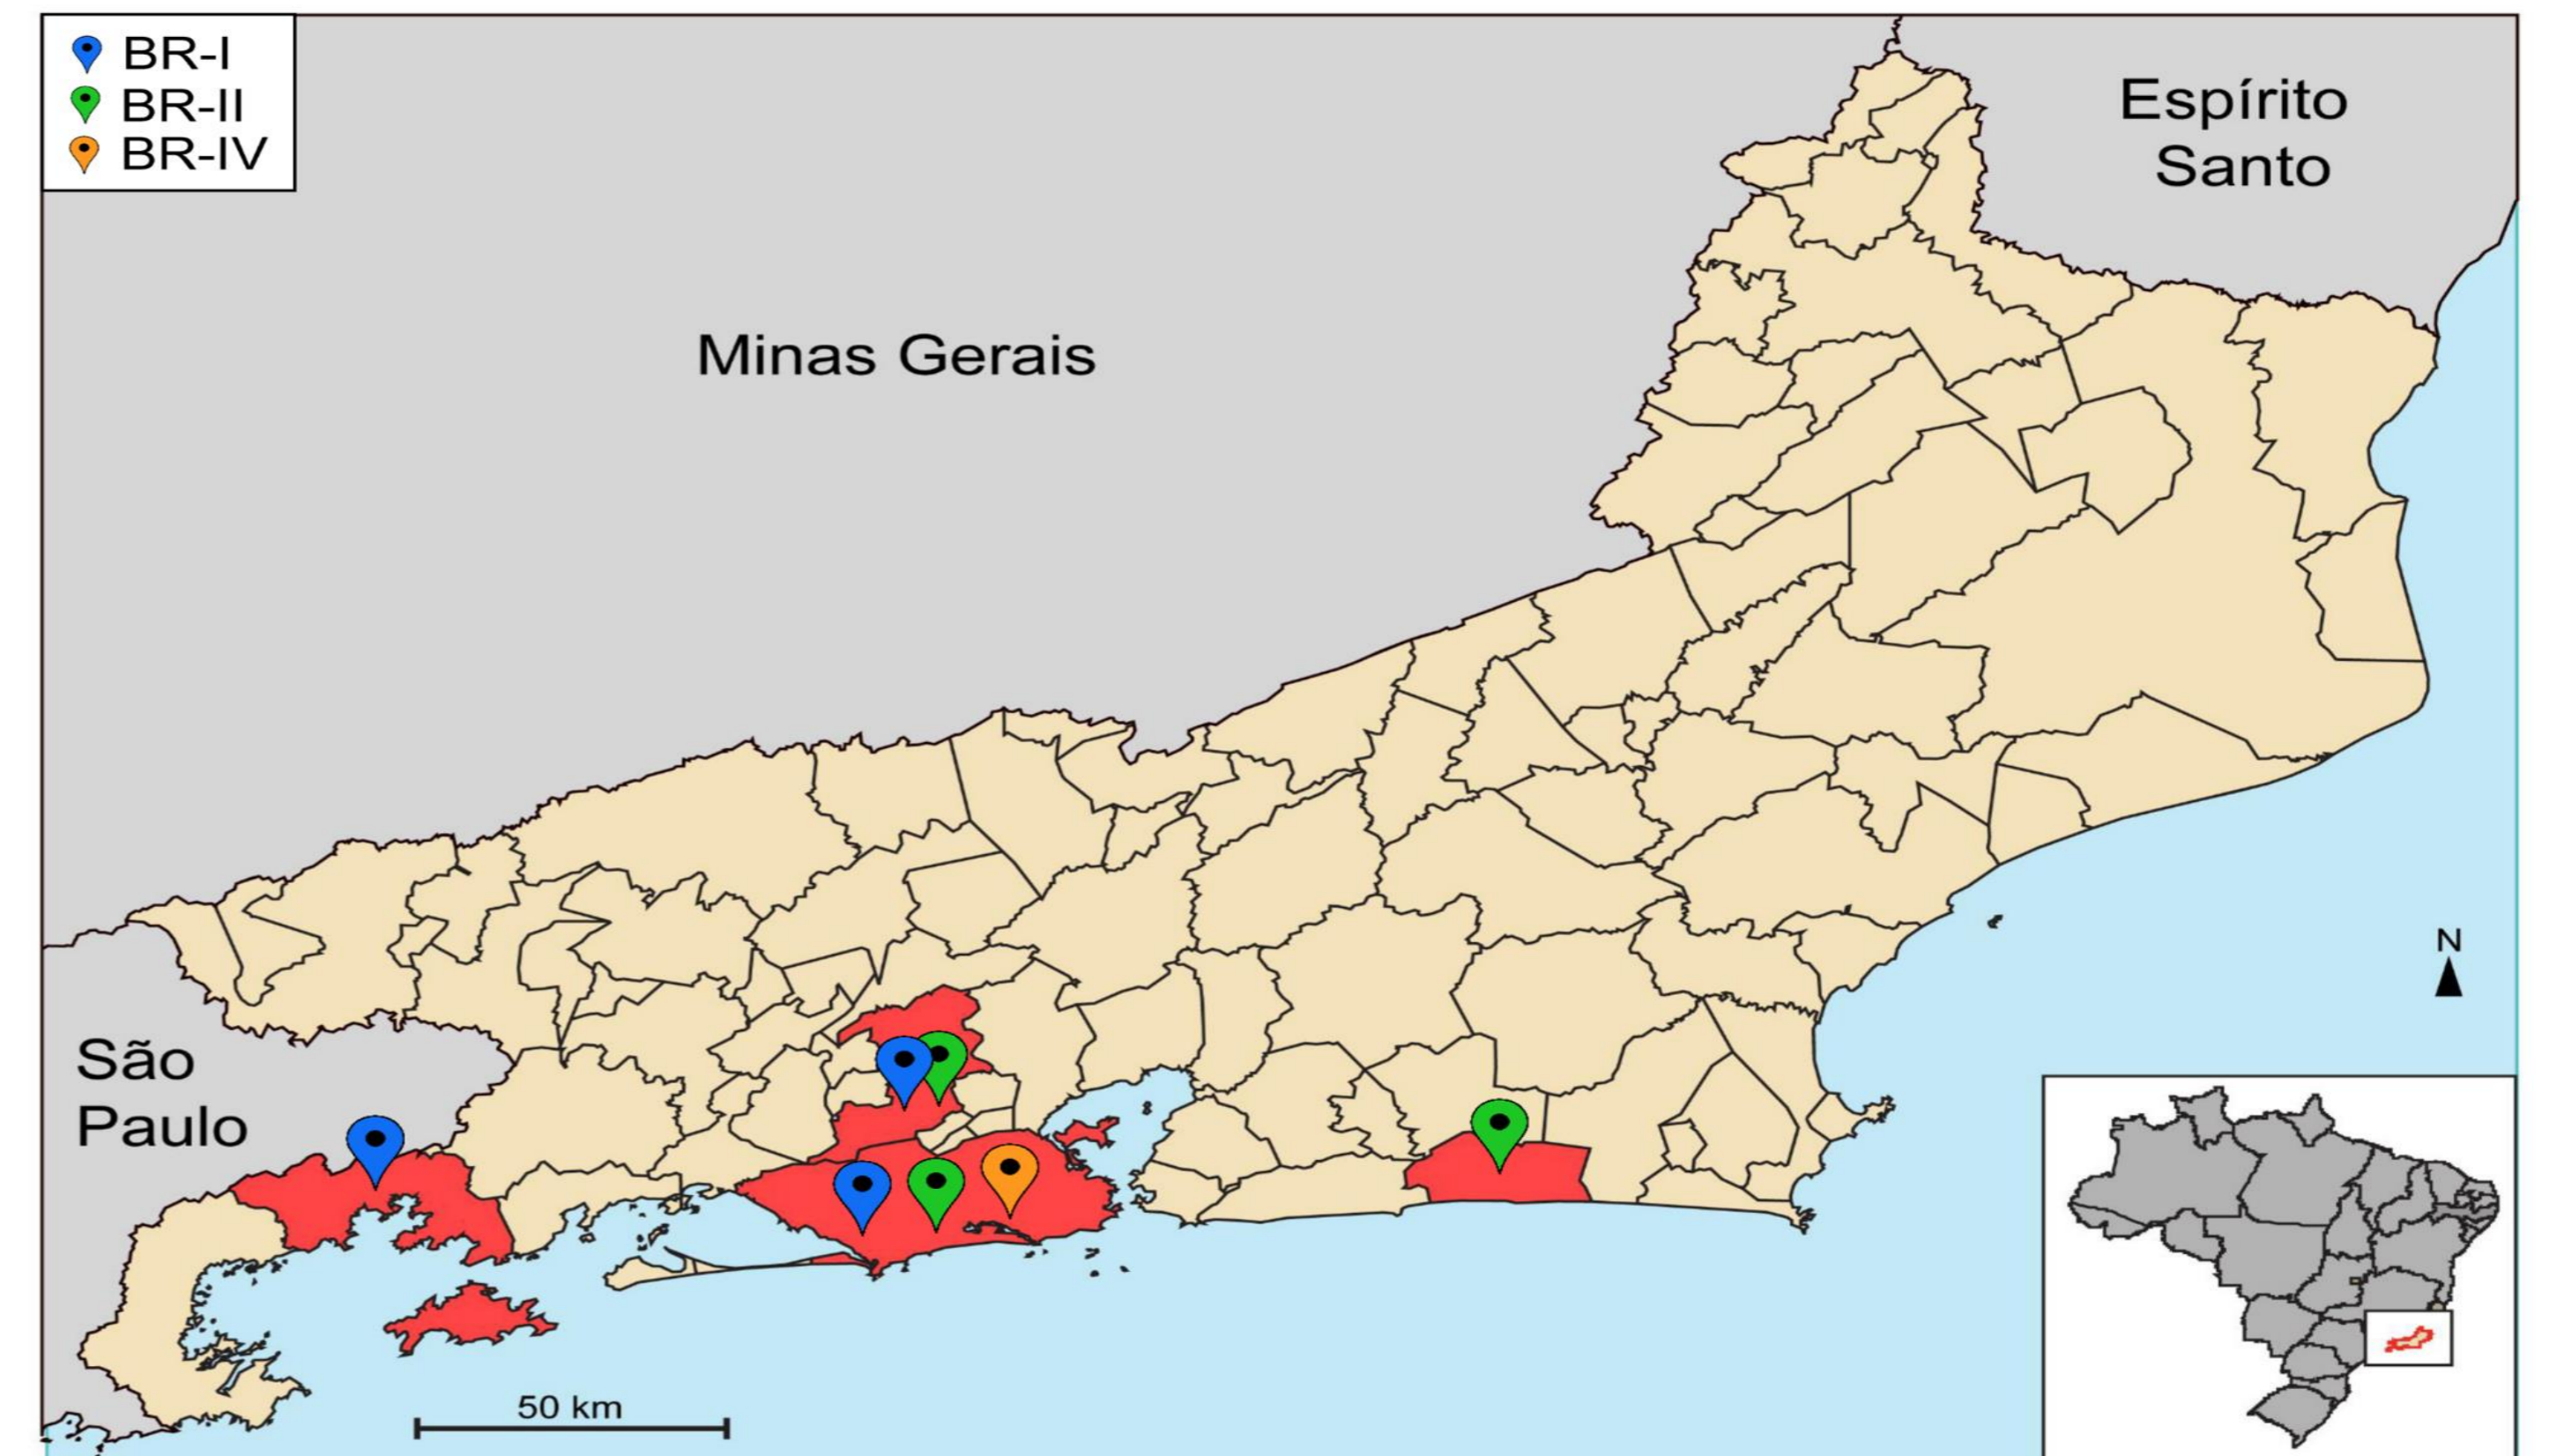 BR-I
BR-II
BR-IV
Espírito
Santo
Minas Gerais
N
São
Paulo
50 km